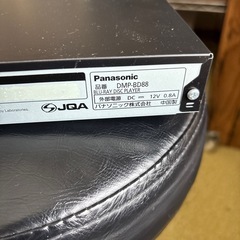 Panasonic
品番 DMP-BD88
BLU-RAY DISC PLAYER
外部電源 DC ⎓ 12V 0.8A
パナソニック株式会社 中国製
Laboratories.
JQA